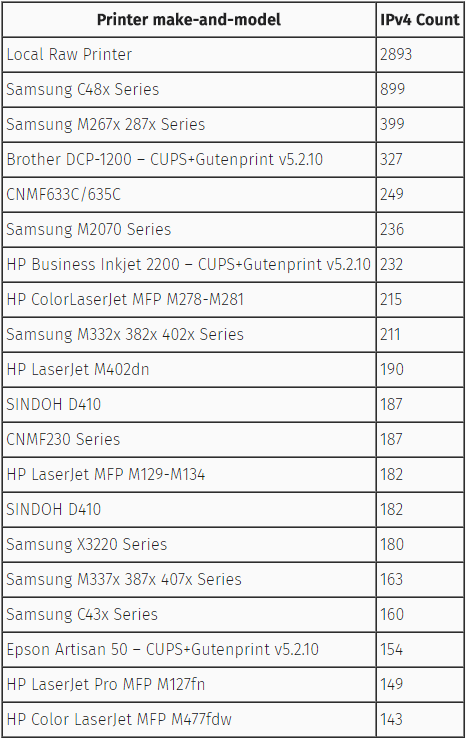 Printer make-and-model IPv4 Count
Local Raw Printer 2893
Samsung C48x Series 899
Samsung M267x 287x Series 399
Brother DCP-1200 – CUPS+Gutenprint v5.2.10 327
CNMF633C/635C 249
Samsung M2070 Series 236
HP Business Inkjet 2200 – CUPS+Gutenprint v5.2.10 232
HP ColorLaserJet MFP M278-M281 215
Samsung M332x 382x 402x Series 211
HP LaserJet M402dn 190
SINDOH D410 187
CNMF230 Series 187
HP LaserJet MFP M129-M134 182
SINDOH D410 182
Samsung X3220 Series 180
Samsung M337x 387x 407x Series 163
Samsung C43x Series 160
Epson Artisan 50 – CUPS+Gutenprint v5.2.10 154
HP LaserJet Pro MFP M127fn 149
HP Color LaserJet MFP M477fdw 143